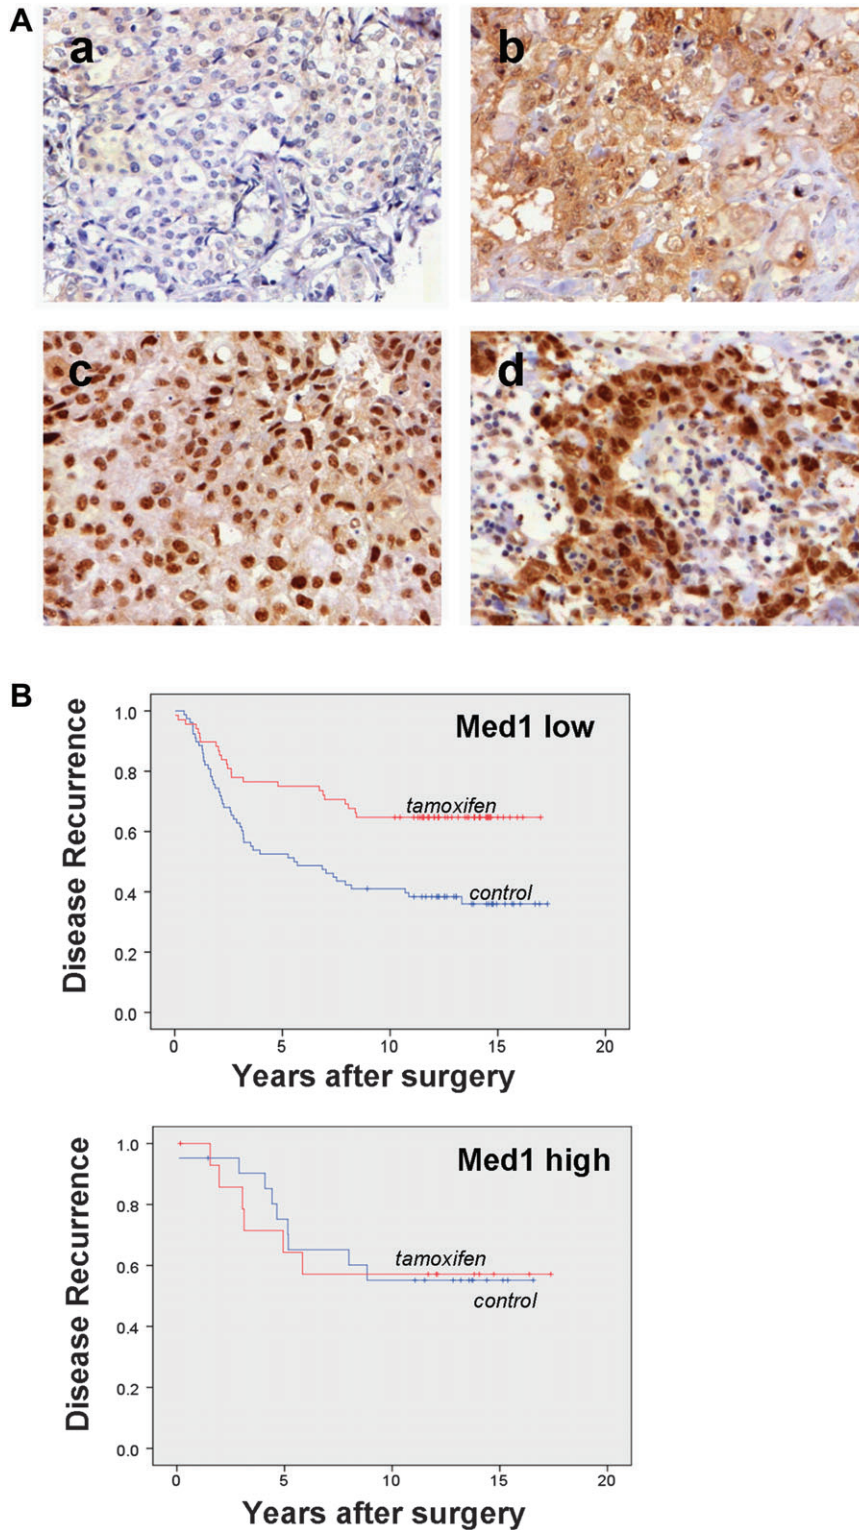 A
a
b
c
d
B
Med1 low
Disease Recurrence
1.0
0.8
0.6
0.4
0.2
0.0
tamoxifen
control
0 5 10 15 20
Years after surgery
Med1 high
Disease Recurrence
1.0
0.8
0.6
0.4
0.2
0.0
tamoxifen
control
0 5 10 15 20
Years after surgery